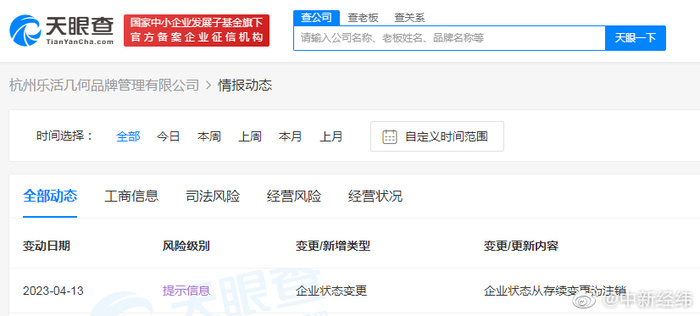 天眼查
TianYanCha.com
国家中小企业发展子基金旗下
官方备案企业征信机构
查公司 查老板 查关系
请输入公司名称、老板姓名、品牌名称等 天眼一下
杭州乐活几何品牌管理有限公司 > 情报动态
时间选择: 全部 今日 本周 上周 本月 上月 自定义时间范围
全部动态 工商信息 司法风险 经营风险 经营状况
变动日期 风险级别 变更/新增类型 变更/更新内容
2023-04-13 提示信息 企业状态变更 企业状态从存续变更为注销
天眼查
@中新经纬